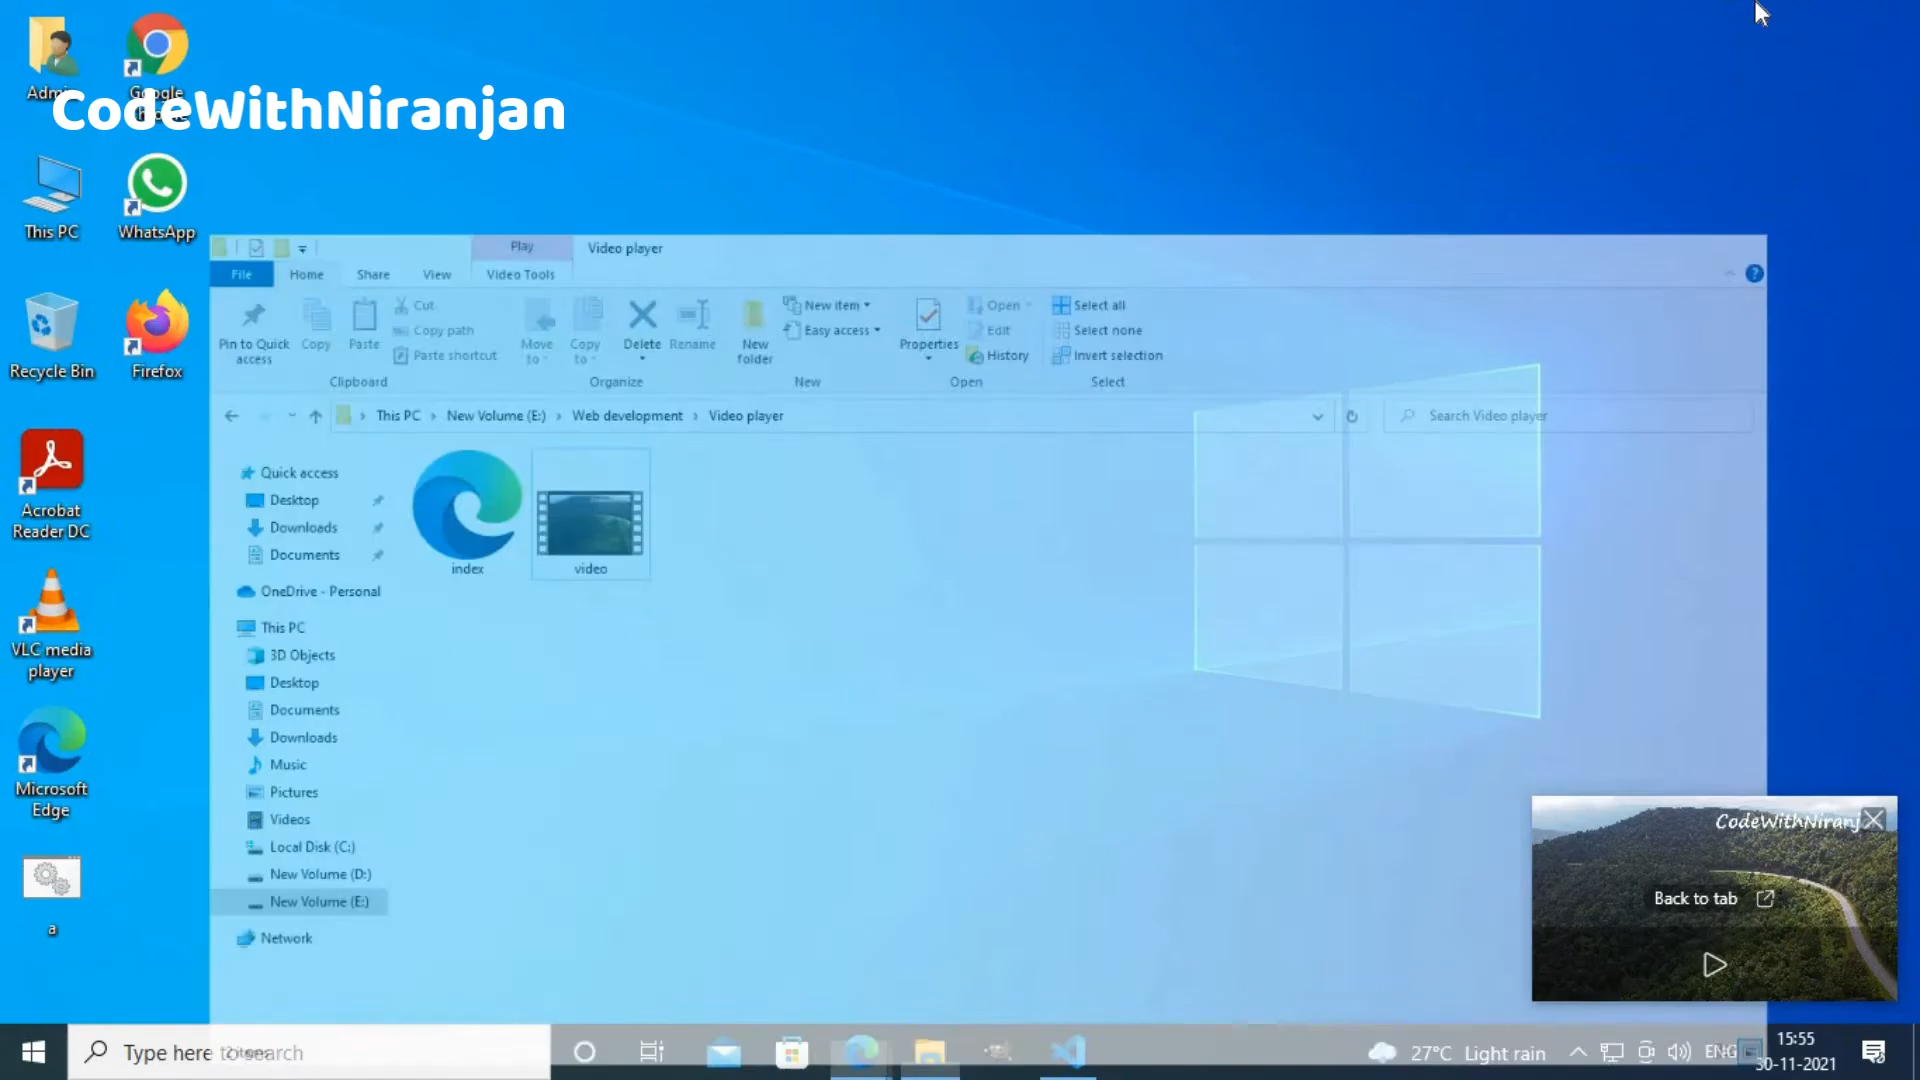 Admin
Google
CodeWithNiranjan
This PC
WhatsApp
Recycle Bin
Firefox
Acrobat
Reader DC
VLC media
player
Microsoft
Edge
a
Play
Video player
File
Home
Share
View
Video Tools
Pin to Quick
access
Copy
Paste
Cut
Copy path
Paste shortcut
Clipboard
Move
to
Copy
to
Delete
Rename
Organize
New
folder
New item
Easy access
New
Properties
Open
Edit
History
Open
Select all
Select none
Invert selection
Select
This PC
New Volume (E:)
Web development
Video player
Search Video player
Quick access
Desktop
Downloads
Documents
OneDrive - Personal
This PC
3D Objects
Desktop
Documents
Downloads
Music
Pictures
Videos
Local Disk (C:)
New Volume (D:)
New Volume (E:)
Network
index
video
CodeWithNiranj
Back to tab
Type here to search
27°C Light rain
ENG
15:55
30-11-2021